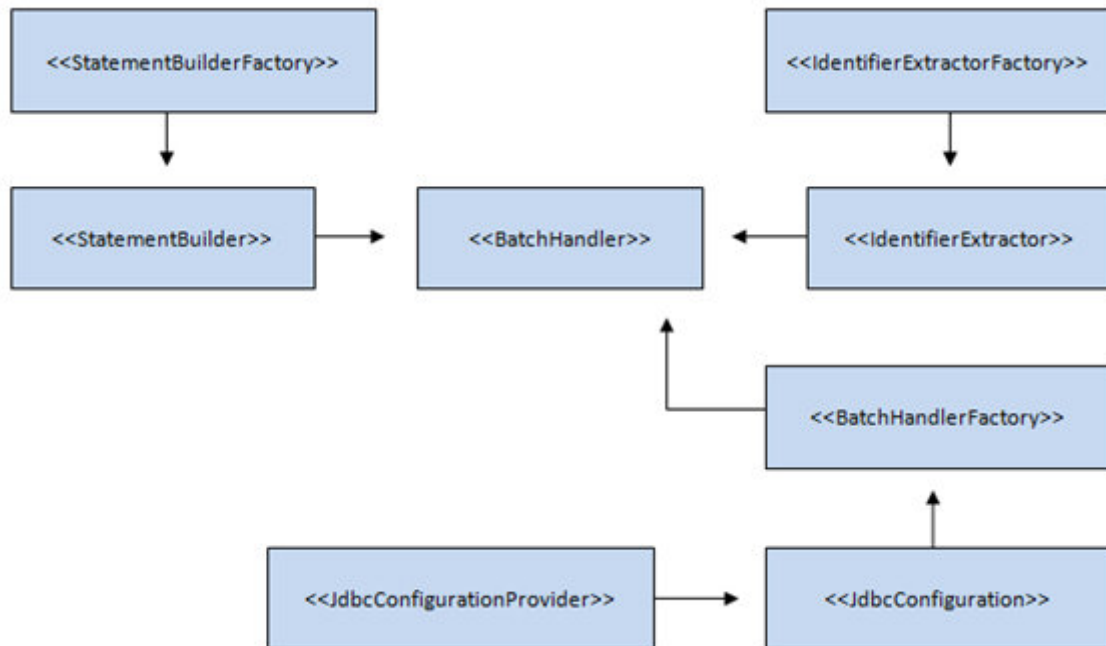 <<StatementBuilderFactory>>
<<IdentifierExtractorFactory>>
<<StatementBuilder>>
<<BatchHandler>>
<<IdentifierExtractor>>
<<BatchHandlerFactory>>
<<JdbcConfigurationProvider>>
<<JdbcConfiguration>>